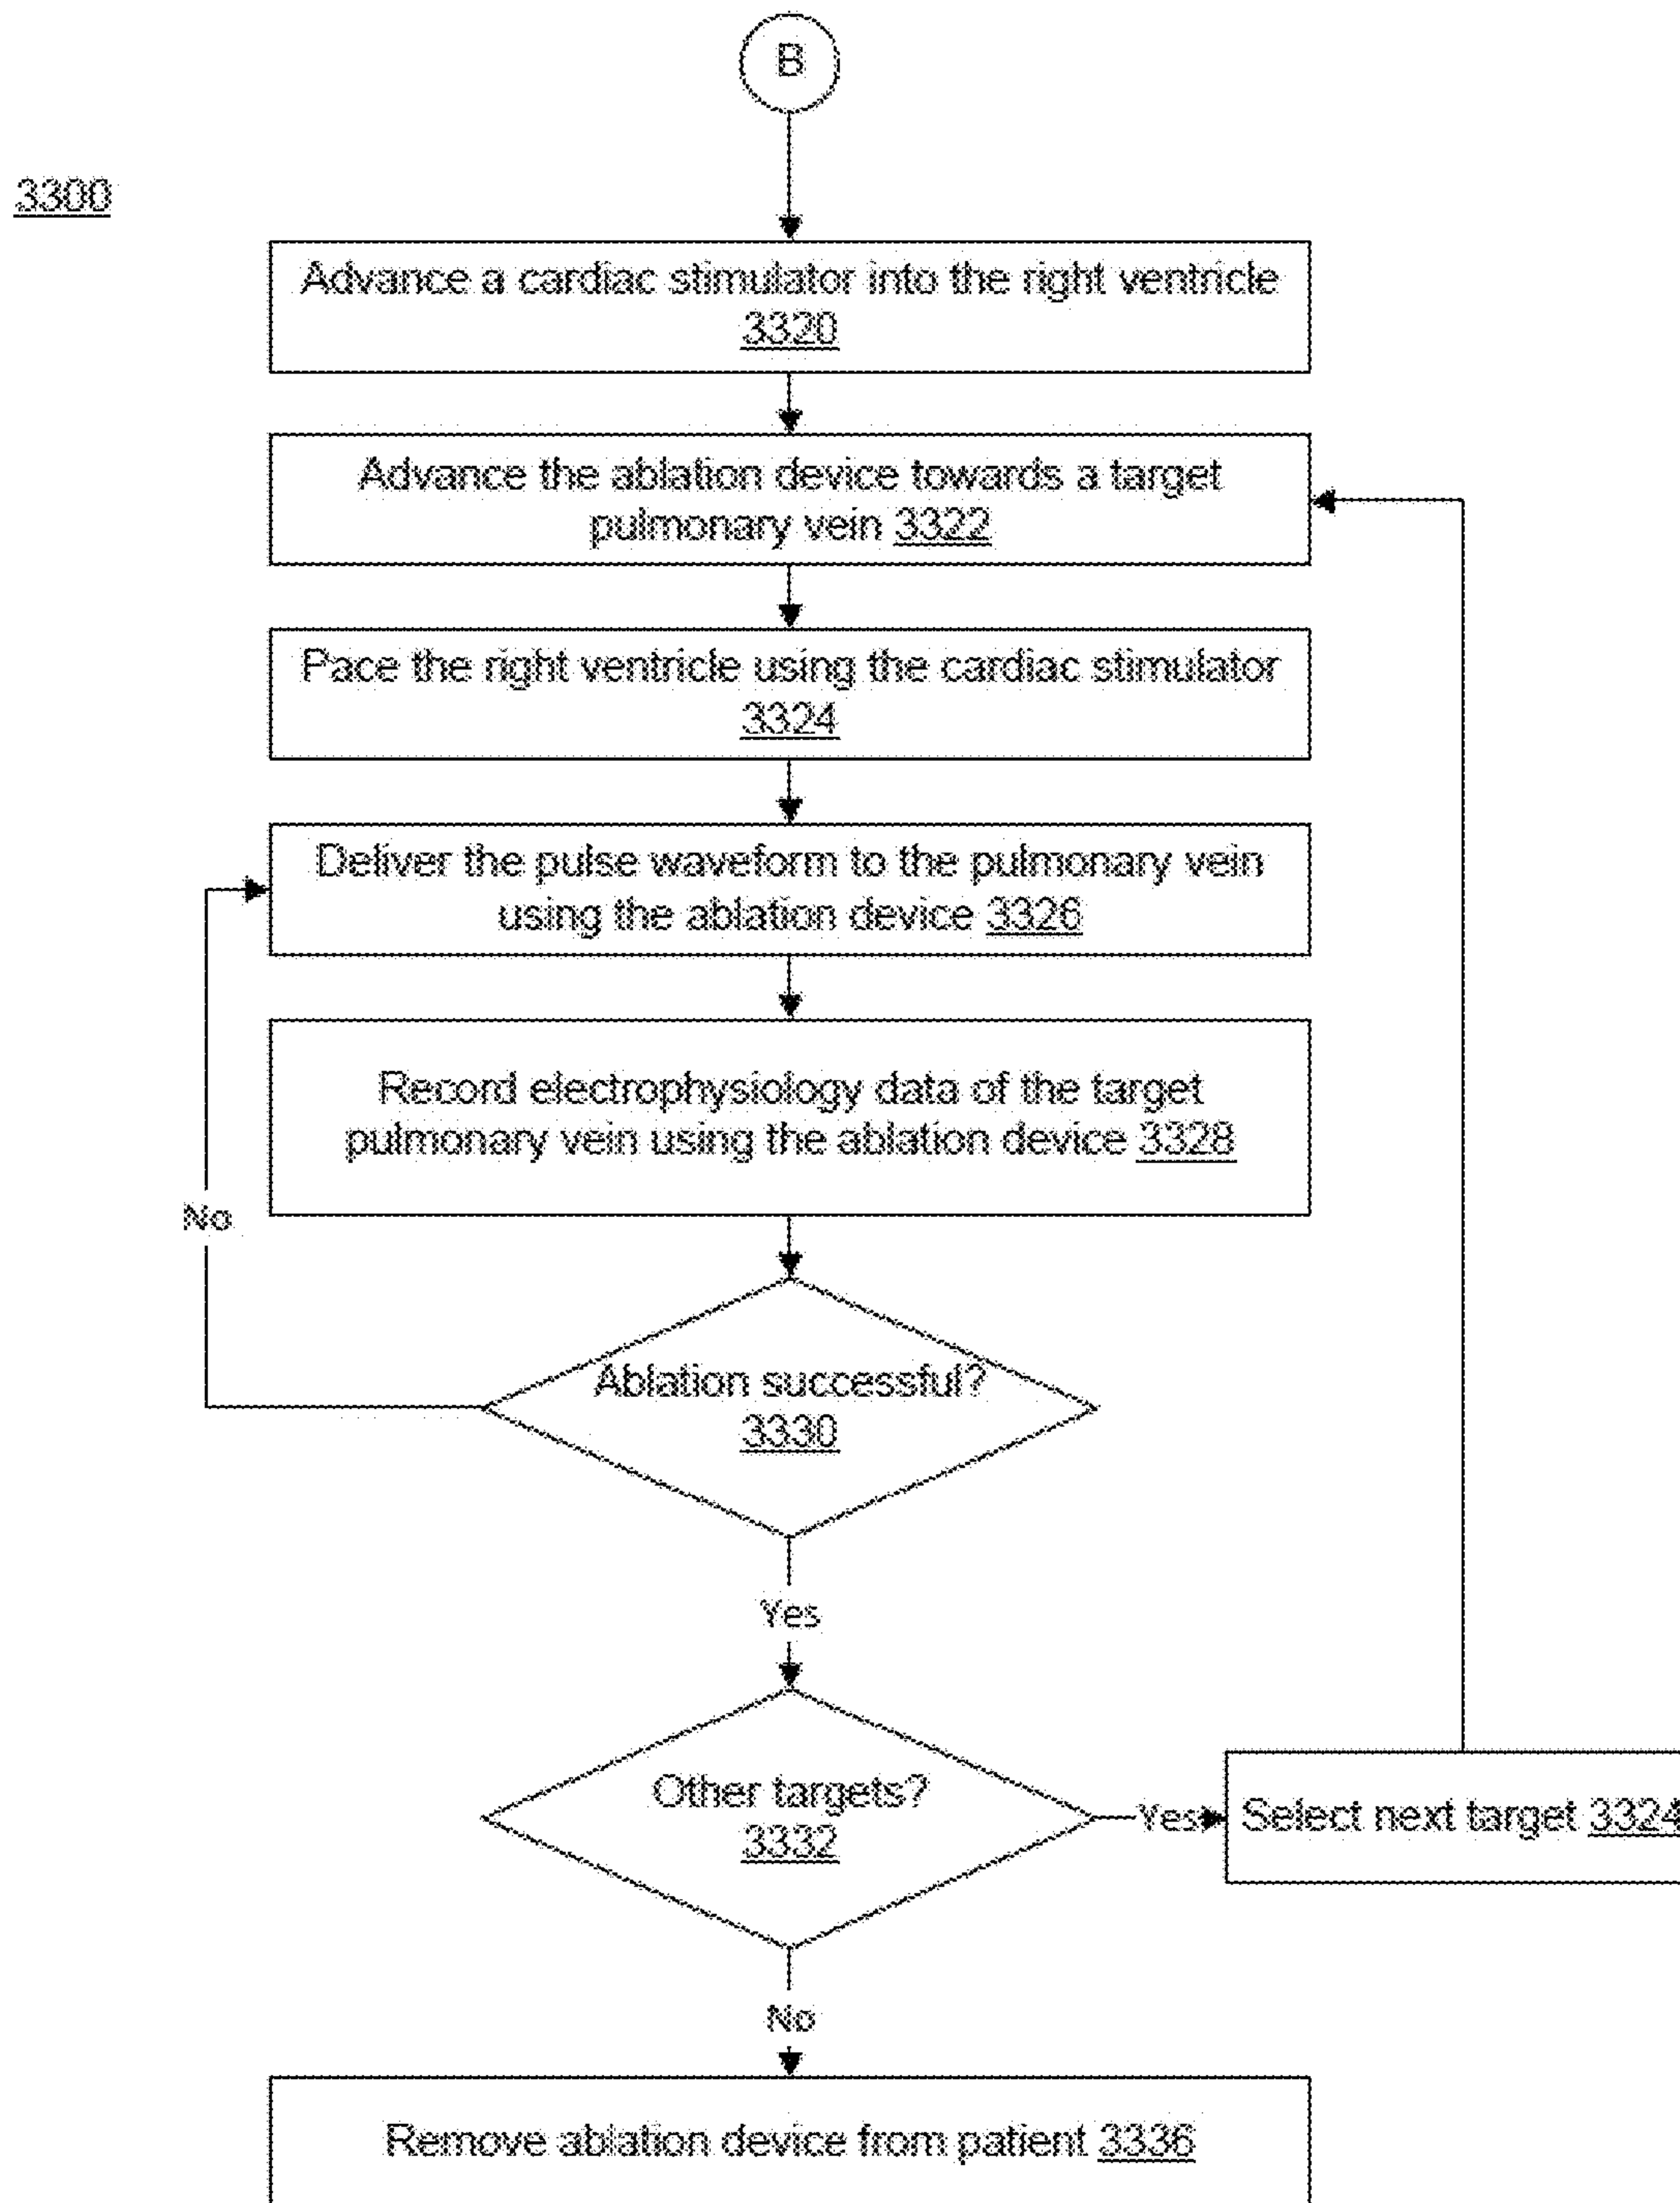 B
3300
Advance a cardiac stimulator into the right ventricle
3320
Advance the ablation device towards a target
pulmonary vein 3322
Pace the right ventricle using the cardiac stimulator
3324
Deliver the pulse waveform to the pulmonary vein
using the ablation device 3326
Record electrophysiology data of the target
pulmonary vein using the ablation device 3328
No
Ablation successful?
3330
Yes
Other targets?
3332
Yes
Select next target 3324
No
Remove ablation device from patient 3336